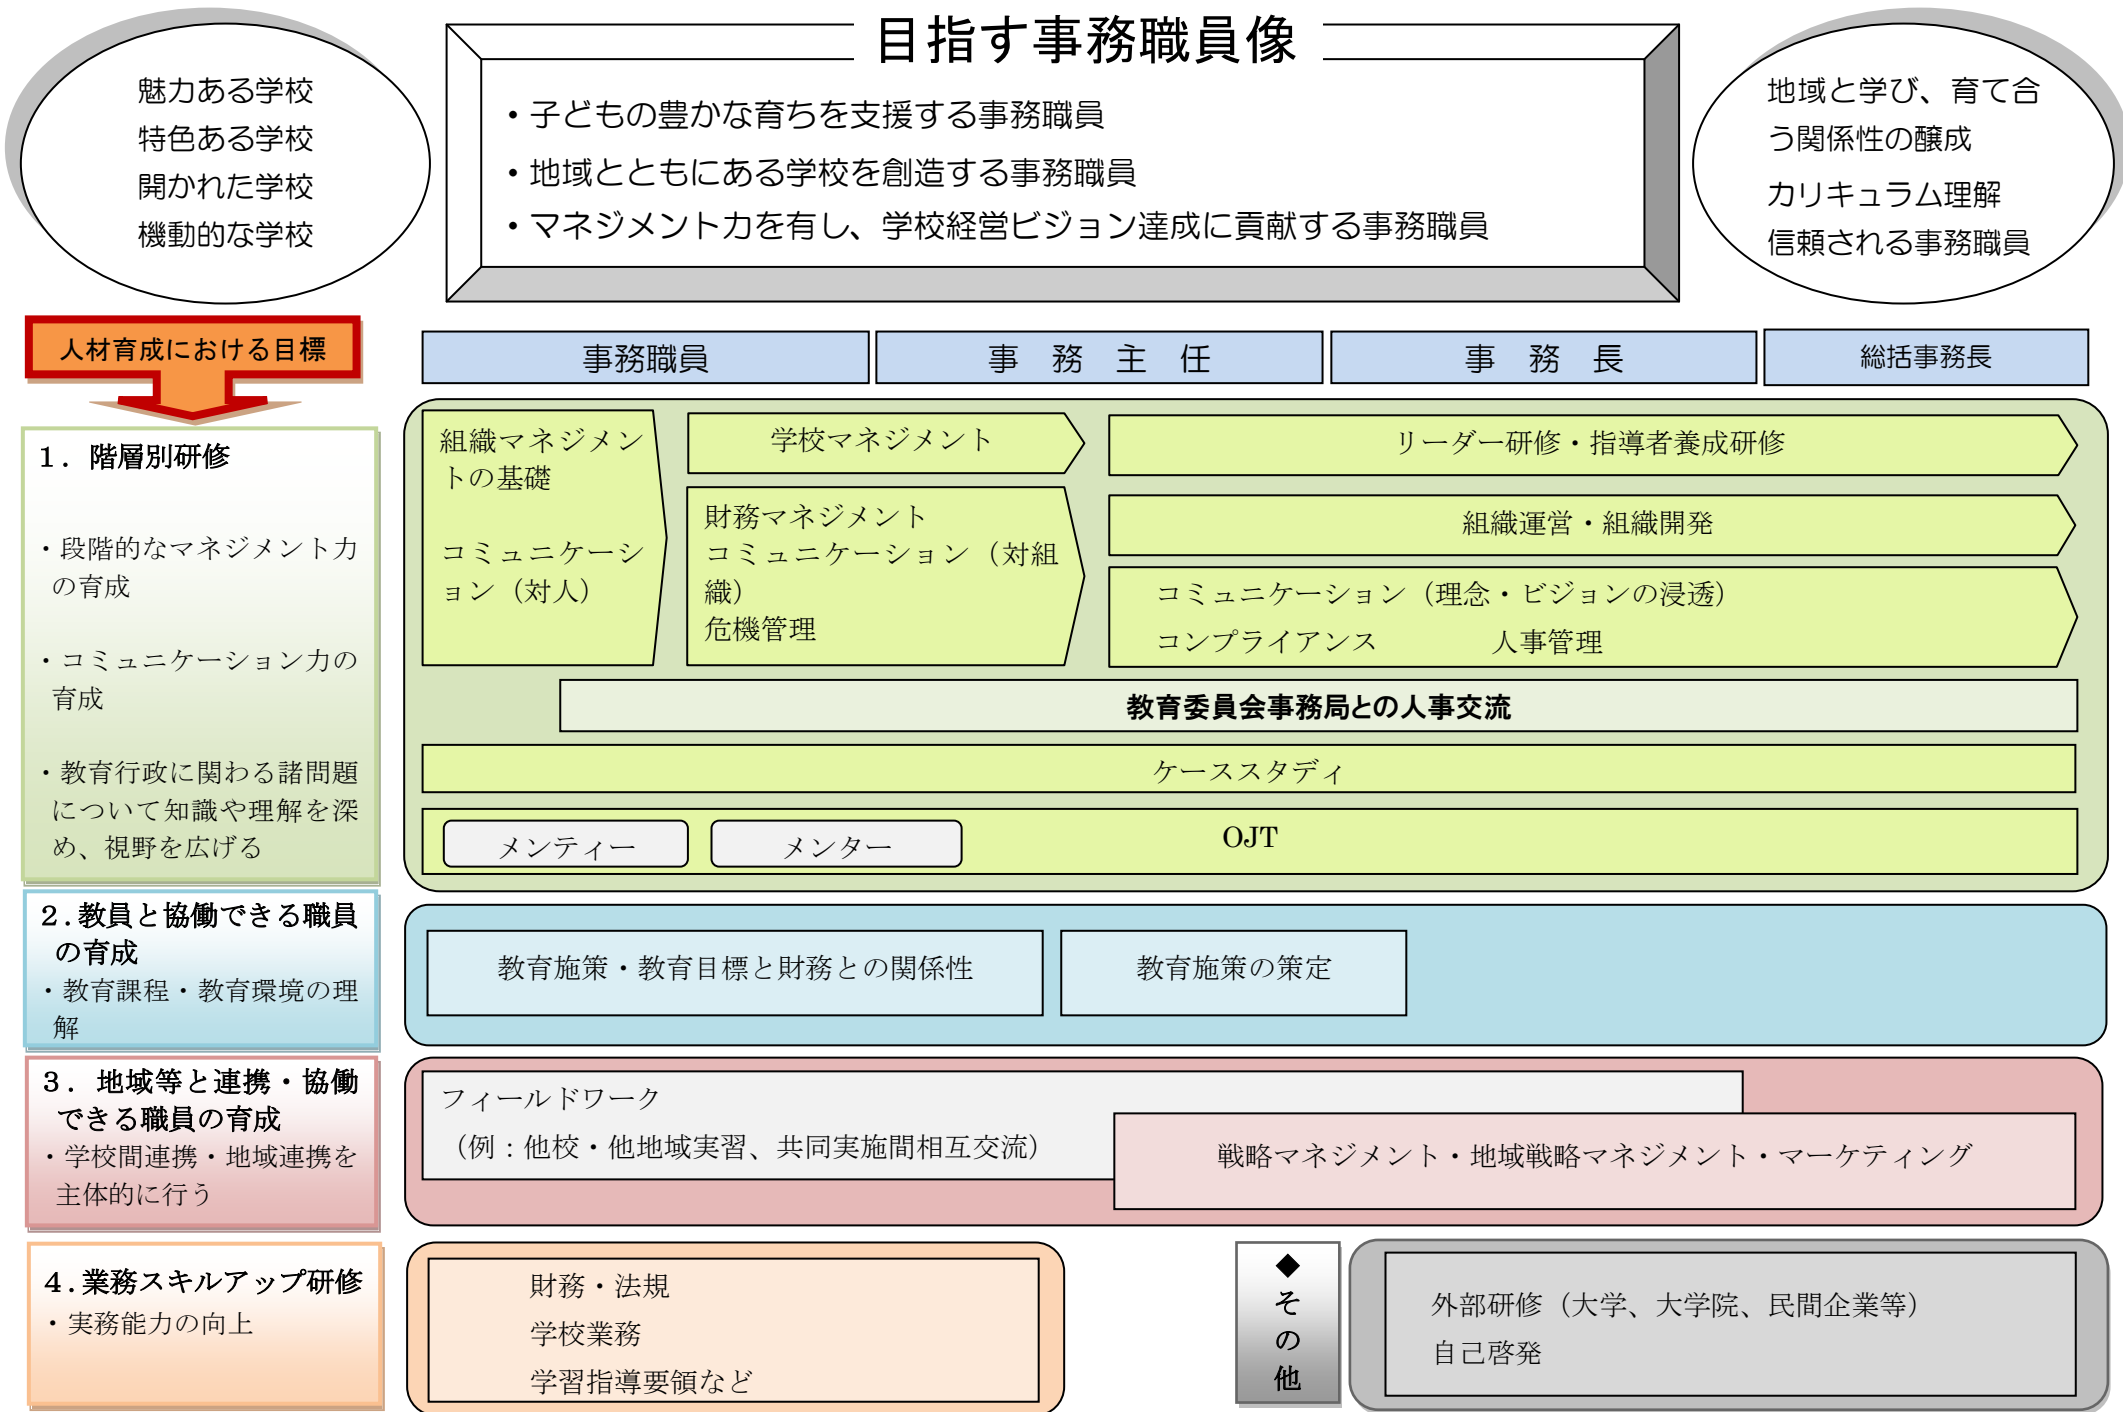 目指す事務職員像
魅力ある学校
特色ある学校
開かれた学校
機動的な学校
・子どもの豊かな育ちを支援する事務職員
・地域とともにある学校を創造する事務職員
・マネジメント力を有し、学校経営ビジョン達成に貢献する事務職員
地域と学び、育て合
う関係性の醸成
カリキュラム理解
信頼される事務職員
人材育成における目標
事務職員
事　務　主　任
事　務　長
総括事務長
１．階層別研修
・段階的なマネジメント力
の育成
・コミュニケーション力の
育成
・教育行政に関わる諸問題
について知識や理解を深
め、視野を広げる
組織マネジメン
トの基礎
コミュニケーシ
ョン（対人）
学校マネジメント
財務マネジメント
コミュニケーション（対組
織）
危機管理
リーダー研修・指導者養成研修
組織運営・組織開発
コミュニケーション（理念・ビジョンの浸透）
コンプライアンス　　　　人事管理
教育委員会事務局との人事交流
ケーススタディ
メンティー
メンター
OJT
２.教員と協働できる職員
の育成
・教育課程・教育環境の理
解
教育施策・教育目標と財務との関係性
教育施策の策定
３．地域等と連携・協働
できる職員の育成
・学校間連携・地域連携を
主体的に行う
フィールドワーク
（例：他校・他地域実習、共同実施間相互交流）
戦略マネジメント・地域戦略マネジメント・マーケティング
４.業務スキルアップ研修
・実務能力の向上
財務・法規
学校業務
学習指導要領など
◆その他
外部研修（大学、大学院、民間企業等）
自己啓発